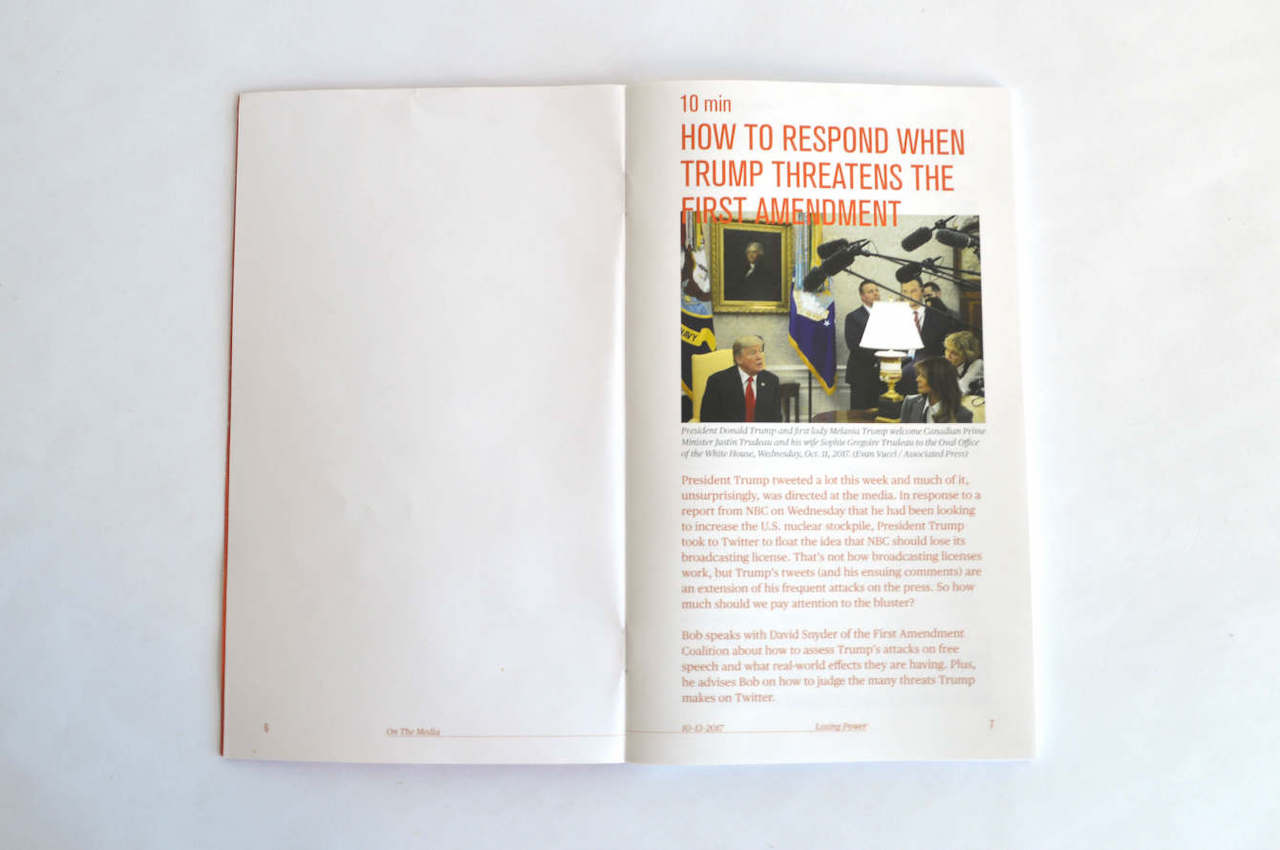 10 min
HOW TO RESPOND WHEN
TRUMP THREATENS THE
FIRST AMENDMENT
NAVY
President Donald Trump and first lady Melania Trump welcome Canadian Prime
Minister Justin Trudeau and his wife Sophie Gregoire Trudeau to the Oval Office
of the White House, Wednesday, Oct. 11, 2017. (Evan Vucci / Associated Press)
President Trump tweeted a lot this week and much of it,
unsurprisingly, was directed at the media. In response to a
report from NBC on Wednesday that he had been looking
to increase the U.S. nuclear stockpile, President Trump
took to Twitter to float the idea that NBC should lose its
broadcasting license. That's not how broadcasting licenses
work, but Trump's tweets (and his ensuing comments) are
an extension of his frequent attacks on the press. So how
much should we pay attention to the bluster?
Bob speaks with David Snyder of the First Amendment
Coalition about how to assess Trump's attacks on free
speech and what real-world effects they are having. Plus,
he advises Bob on how to judge the many threats Trump
makes on Twitter.
6 On The Media 10-13-2017 Losing Power 7